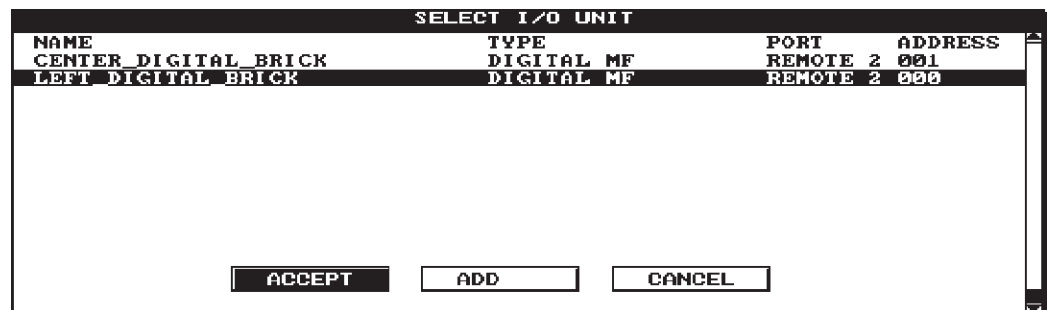 SELECT I/O UNIT
NAME TYPE PORT ADDRESS
CENTER_DIGITAL_BRICK DIGITAL MF REMOTE 2 001
LEFT_DIGITAL_BRICK DIGITAL MF REMOTE 2 000
ACCEPT ADD CANCEL